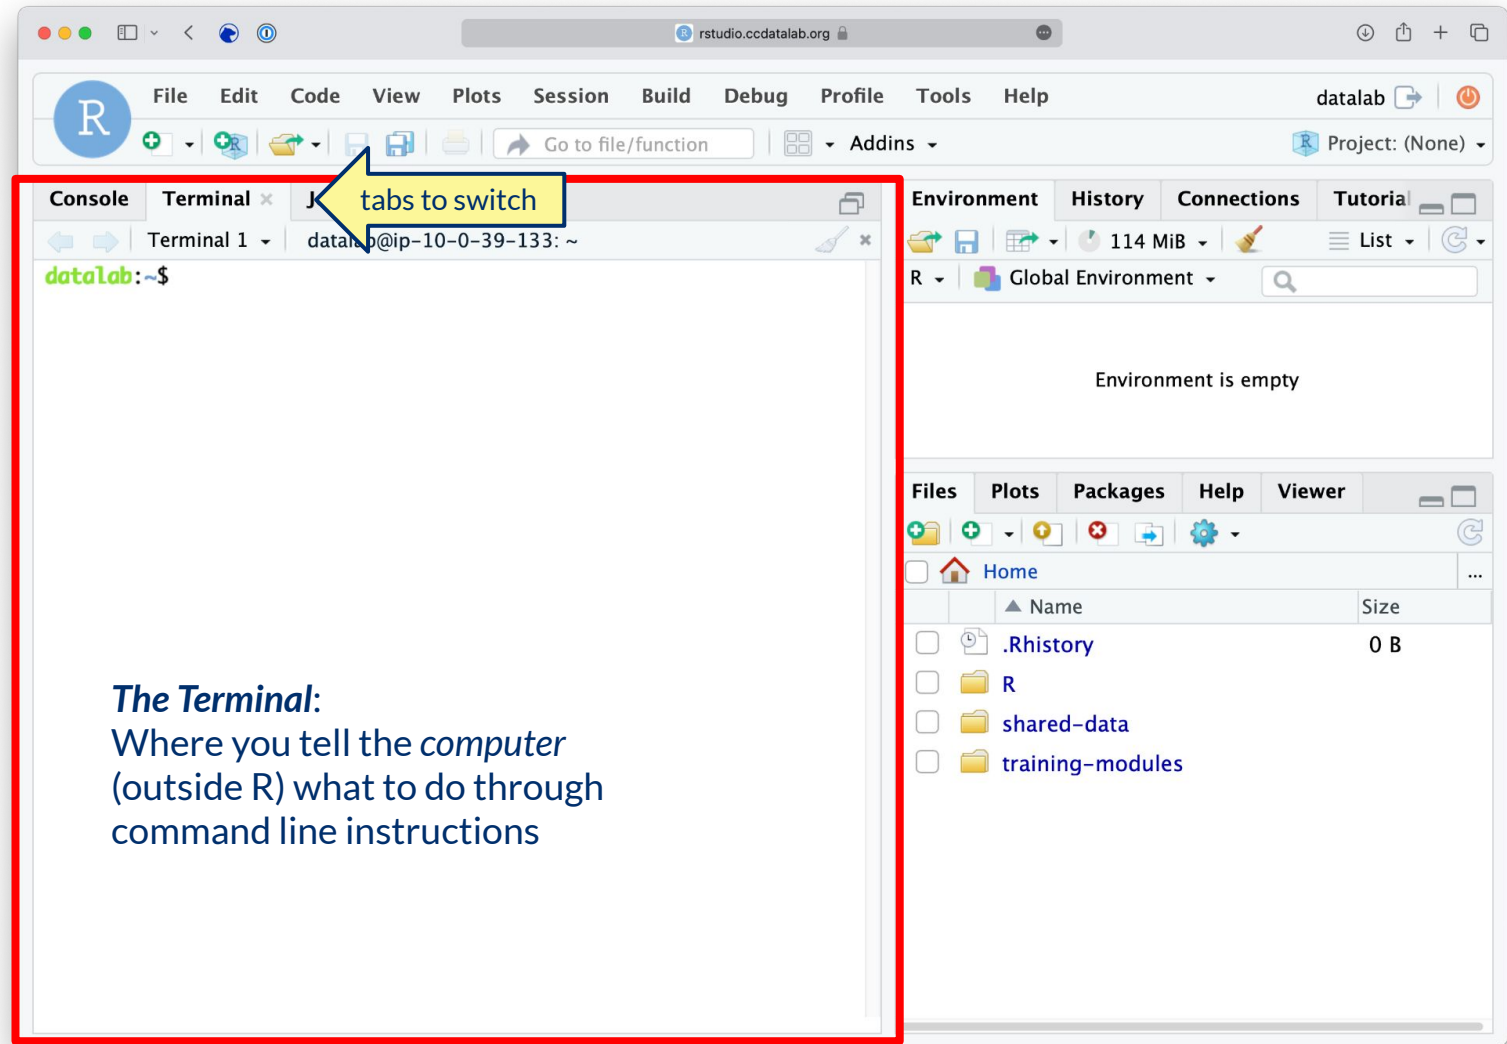 rstudio.ccdatalab.org
R
File Edit Code View Plots Session Build Debug Profile Tools Help
datalab
Go to file/function
Addins
Project: (None)
Console Terminal
tabs to switch
Terminal 1
datalab@ip-10-0-39-133: ~
datalab:~$
The Terminal:
Where you tell the computer
(outside R) what to do through
command line instructions
Environment History Connections Tutorial
114 MiB
List
R
Global Environment
Environment is empty
Files Plots Packages Help Viewer
Home
...
Name Size
.Rhistory 0 B
R
shared-data
training-modules